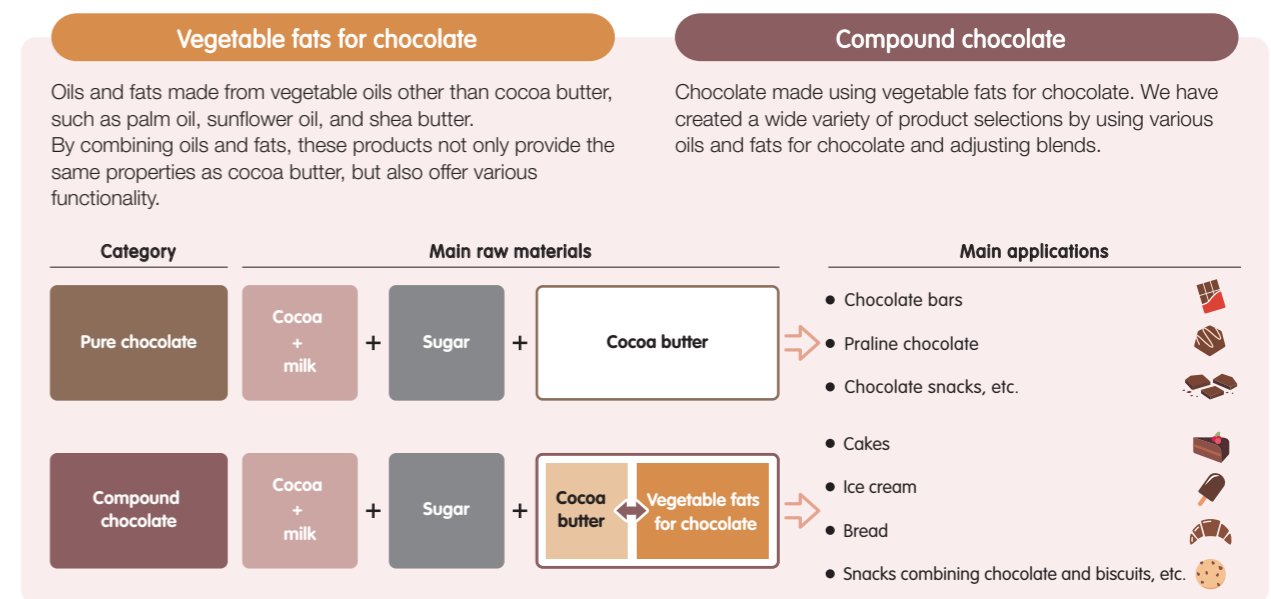 Vegetable fats for chocolate
Oils and fats made from vegetable oils other than cocoa butter,
such as palm oil, sunflower oil, and shea butter.
By combining oils and fats, these products not only provide the
same properties as cocoa butter, but also offer various
functionality.
Compound chocolate
Chocolate made using vegetable fats for chocolate. We have
created a wide variety of product selections by using various
oils and fats for chocolate and adjusting blends.
Category
Main raw materials
Main applications
Pure chocolate
Cocoa
+
milk
+
Sugar
+
Cocoa butter
• Chocolate bars
• Praline chocolate
• Chocolate snacks, etc.
Compound
chocolate
Cocoa
+
milk
+
Sugar
+
Cocoa
butter
Vegetable fats
for chocolate
• Cakes
• Ice cream
• Bread
• Snacks combining chocolate and biscuits, etc.